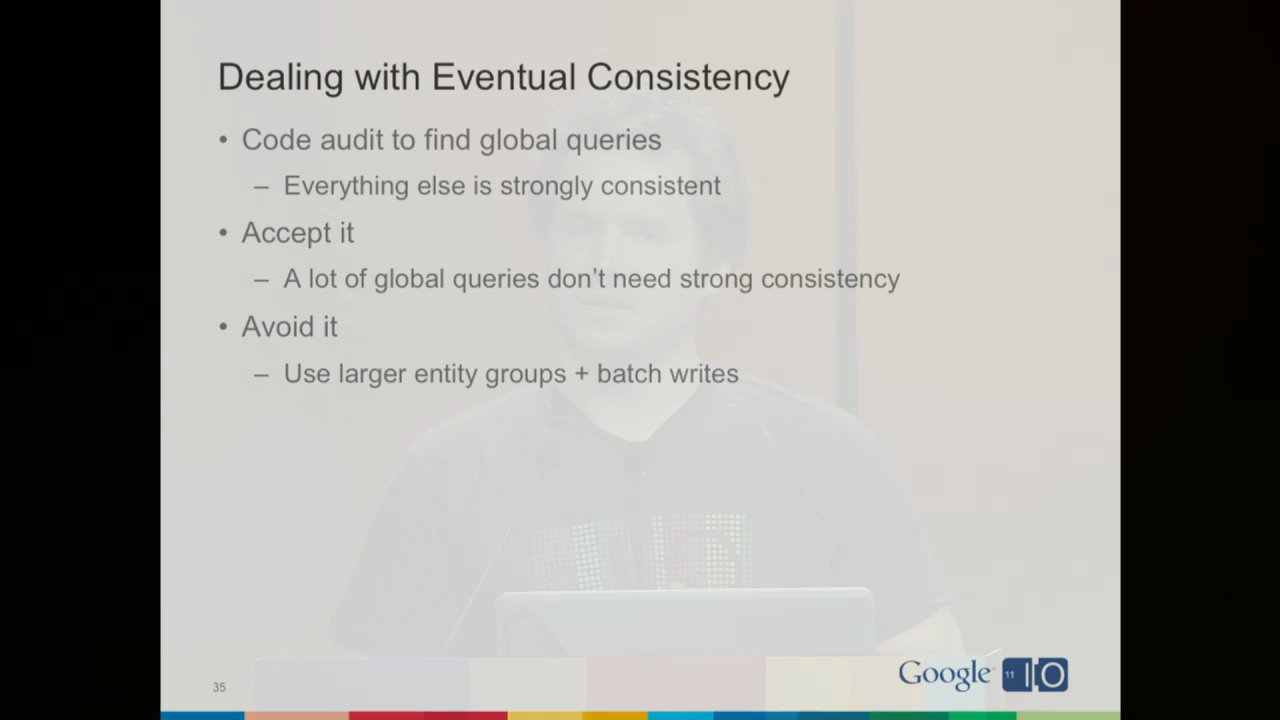 Dealing with Eventual Consistency
• Code audit to find global queries
– Everything else is strongly consistent
• Accept it
– A lot of global queries don’t need strong consistency
• Avoid it
– Use larger entity groups + batch writes
35
Google 11 IO